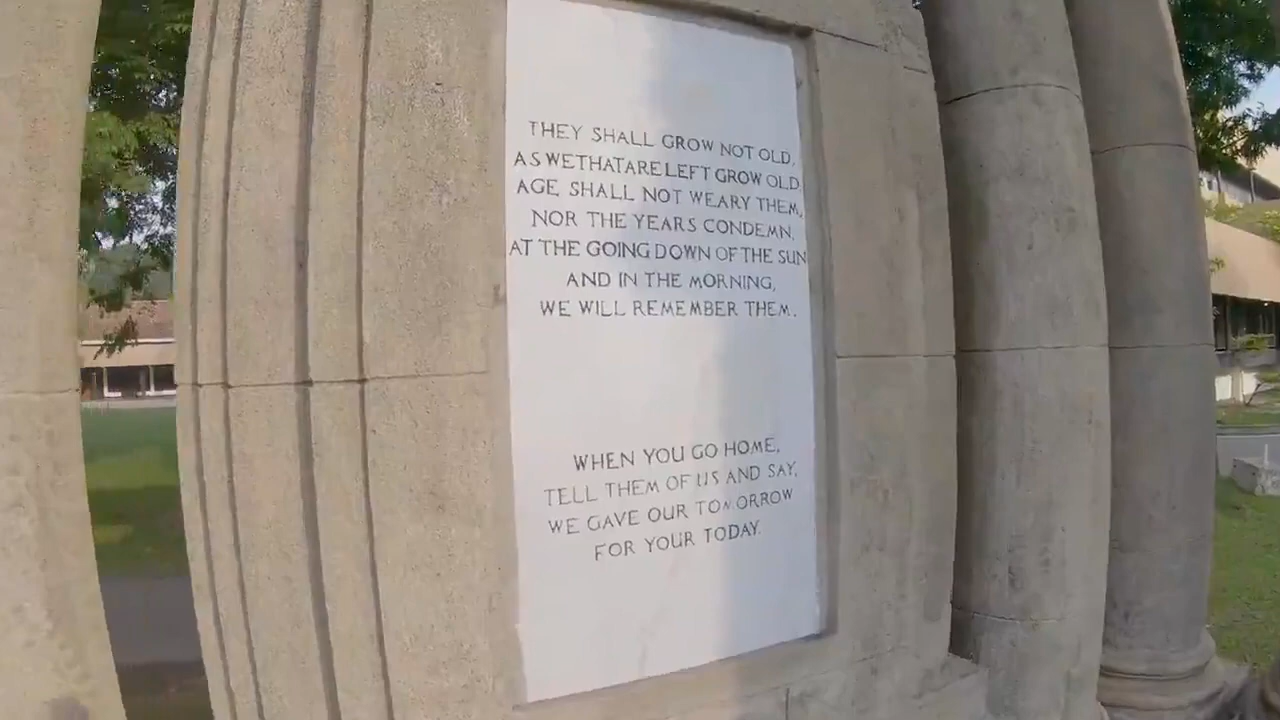 THEY SHALL GROW NOT OLD,
AS WE THAT ARE LEFT GROW OLD,
AGE SHALL NOT WEARY THEM,
NOR THE YEARS CONDEMN.
AT THE GOING DOWN OF THE SUN
AND IN THE MORNING,
WE WILL REMEMBER THEM.
WHEN YOU GO HOME,
TELL THEM OF US AND SAY,
WE GAVE OUR TOMORROW
FOR YOUR TODAY.